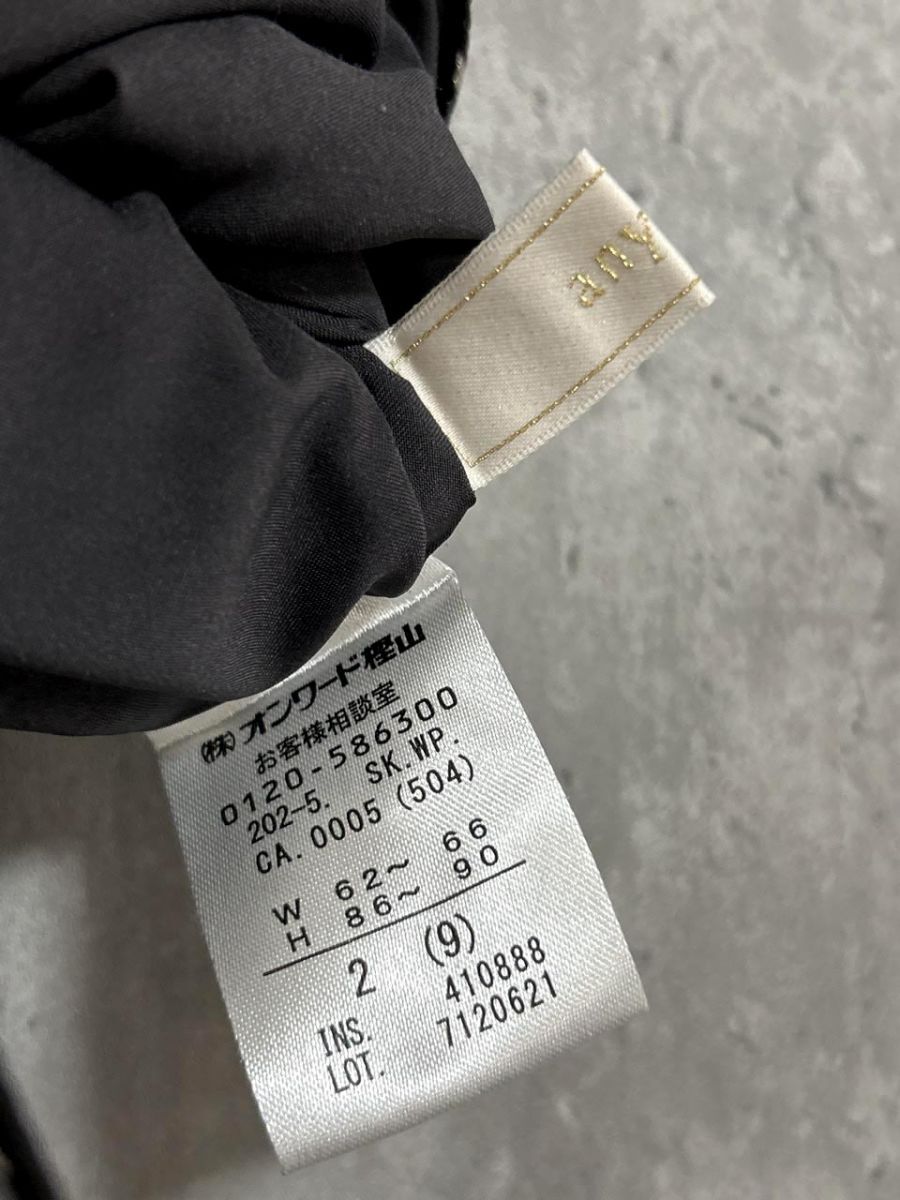 anyS
(株)オンワード樫山
お客様相談室
0120-586300
202-5. SK.WP.
CA.0005 (504)
W 62～ 66
H 86～ 90
2 (9)
INS. 410888
LOT. 7120621